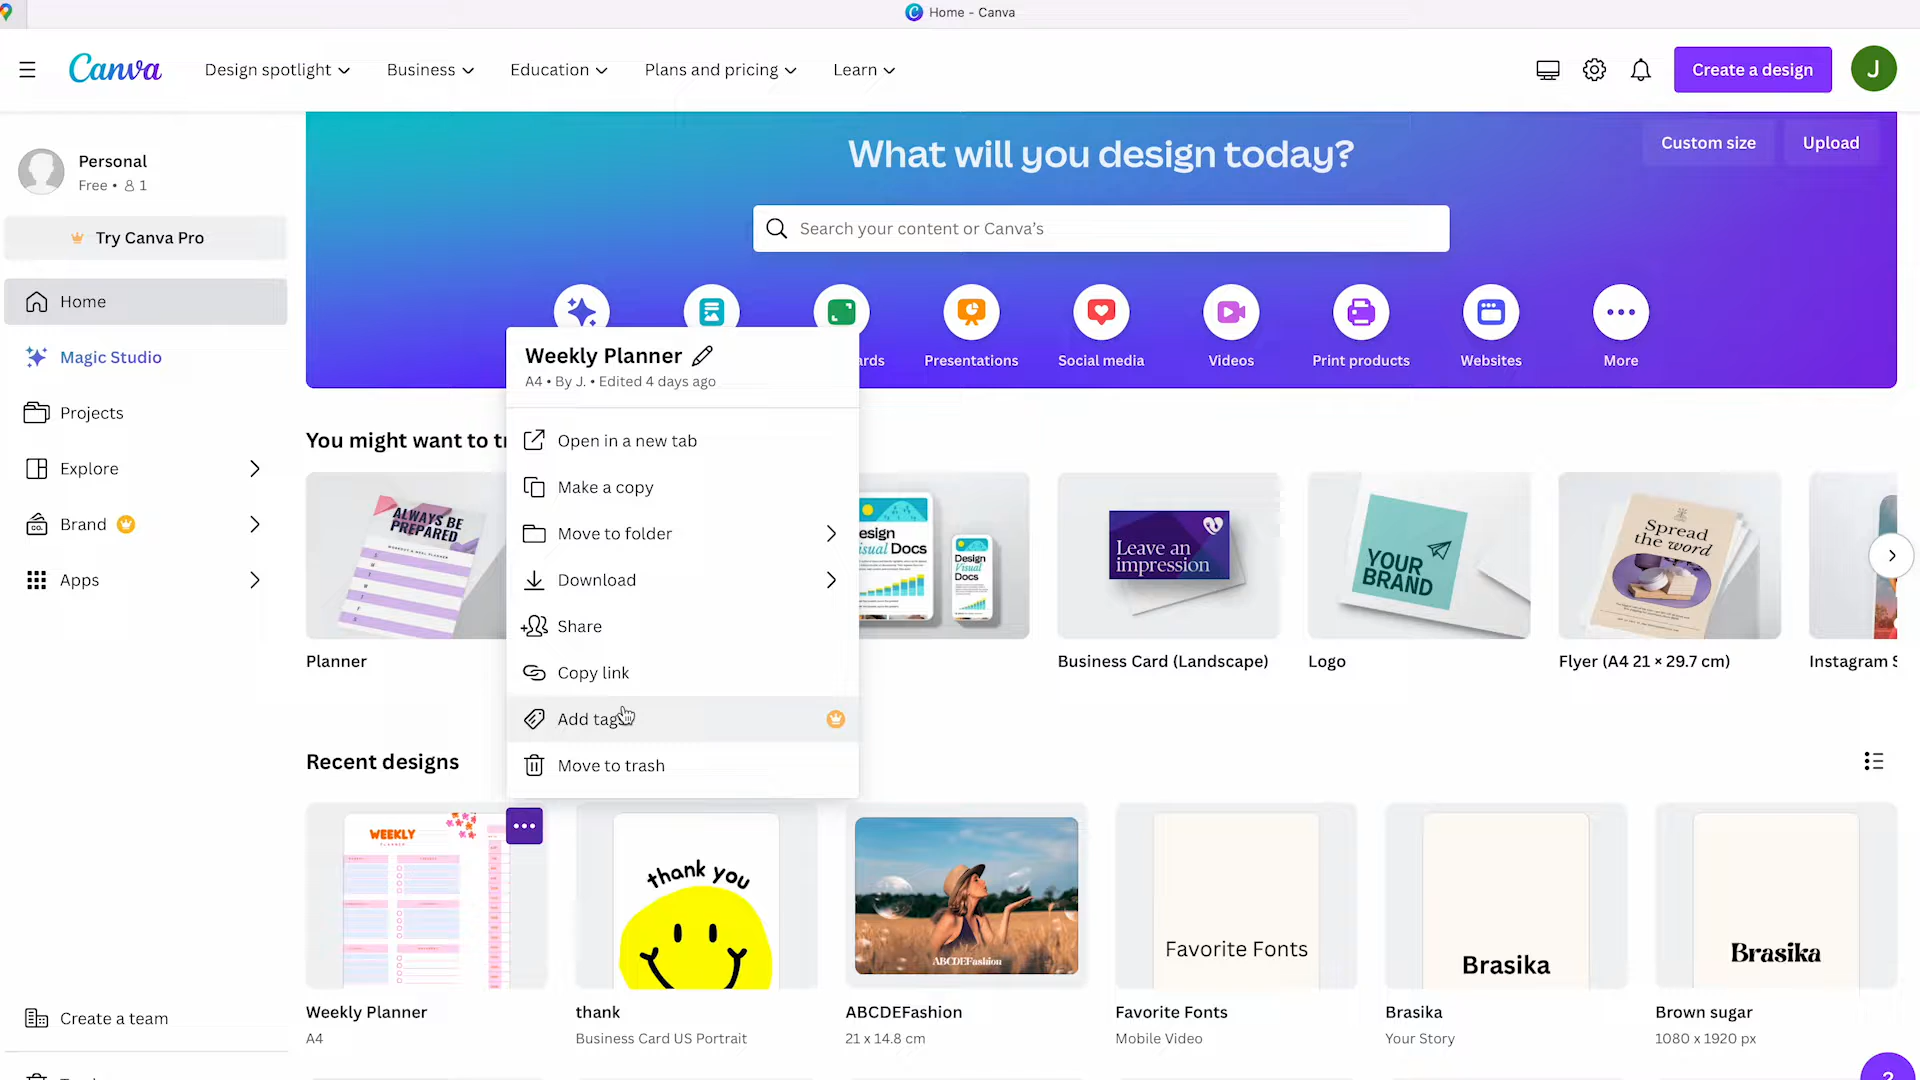 Home - Canva
Canva
Design spotlight
Business
Education
Plans and pricing
Learn
Create a design
J
Personal
Free • 1
Try Canva Pro
Home
Magic Studio
Projects
Explore
Brand
Apps
Create a team
What will you design today?
Custom size
Upload
Search your content or Canva's
Presentations
Social media
Videos
Print products
Websites
More
Weekly Planner
A4 • By J. • Edited 4 days ago
Open in a new tab
Make a copy
Move to folder
Download
Share
Copy link
Add tags
Move to trash
You might want to
ALWAYS BE
PREPARED
Design
Visual Docs
Design
Visual
Docs
Leave an
impression
YOUR
BRAND
Spread
the word
Planner
Business Card (Landscape)
Logo
Flyer (A4 21 × 29.7 cm)
Instagram S
Recent designs
WEEKLY
PLANNER
thank you
ABCDEFashion
Favorite Fonts
Brasika
Brasika
Weekly Planner
A4
thank
Business Card US Portrait
ABCDEFashion
21 x 14.8 cm
Favorite Fonts
Mobile Video
Brasika
Your Story
Brown sugar
1080 x 1920 px
?